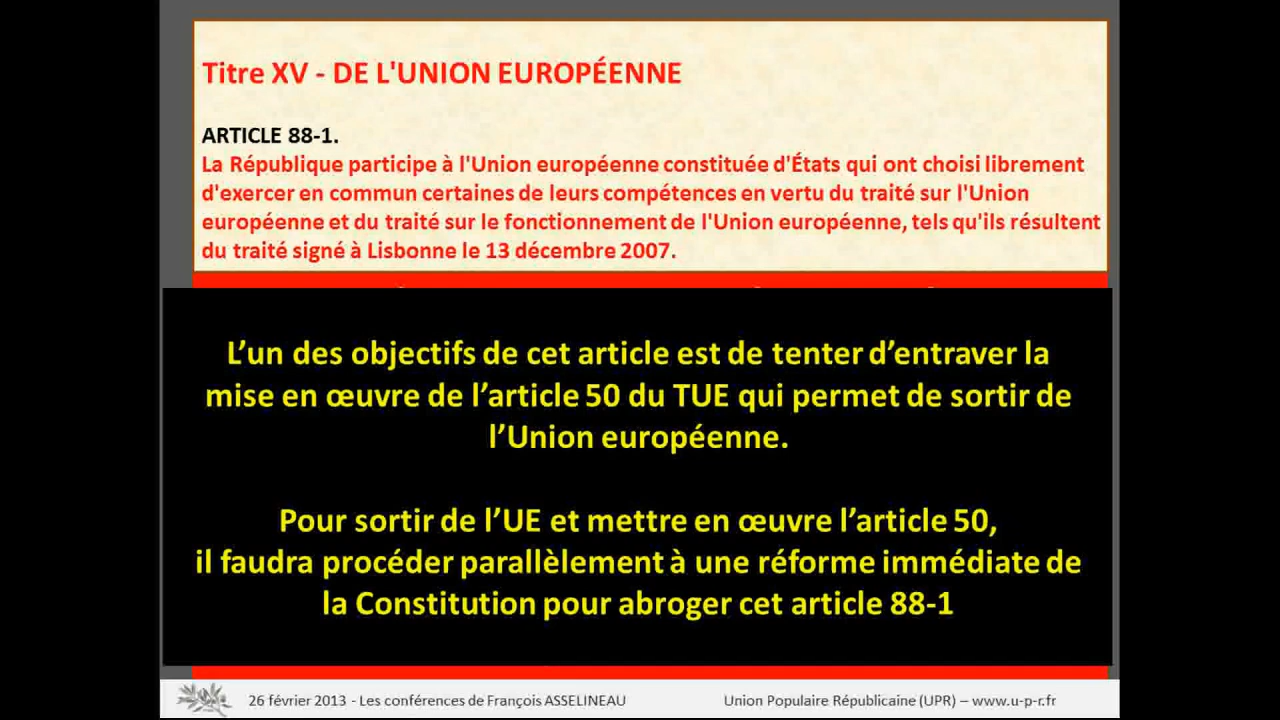 Titre XV - DE L'UNION EUROPÉENNE
ARTICLE 88-1.
La République participe à l'Union européenne constituée d'États qui ont choisi librement
d'exercer en commun certaines de leurs compétences en vertu du traité sur l'Union
européenne et du traité sur le fonctionnement de l'Union européenne, tels qu'ils résultent
du traité signé à Lisbonne le 13 décembre 2007.
L’un des objectifs de cet article est de tenter d’entraver la
mise en œuvre de l’article 50 du TUE qui permet de sortir de
l’Union européenne.
Pour sortir de l’UE et mettre en œuvre l’article 50,
il faudra procéder parallèlement à une réforme immédiate de
la Constitution pour abroger cet article 88-1
26 février 2013 - Les conférences de François ASSELINEAU
Union Populaire Républicaine (UPR) – www.u-p-r.fr